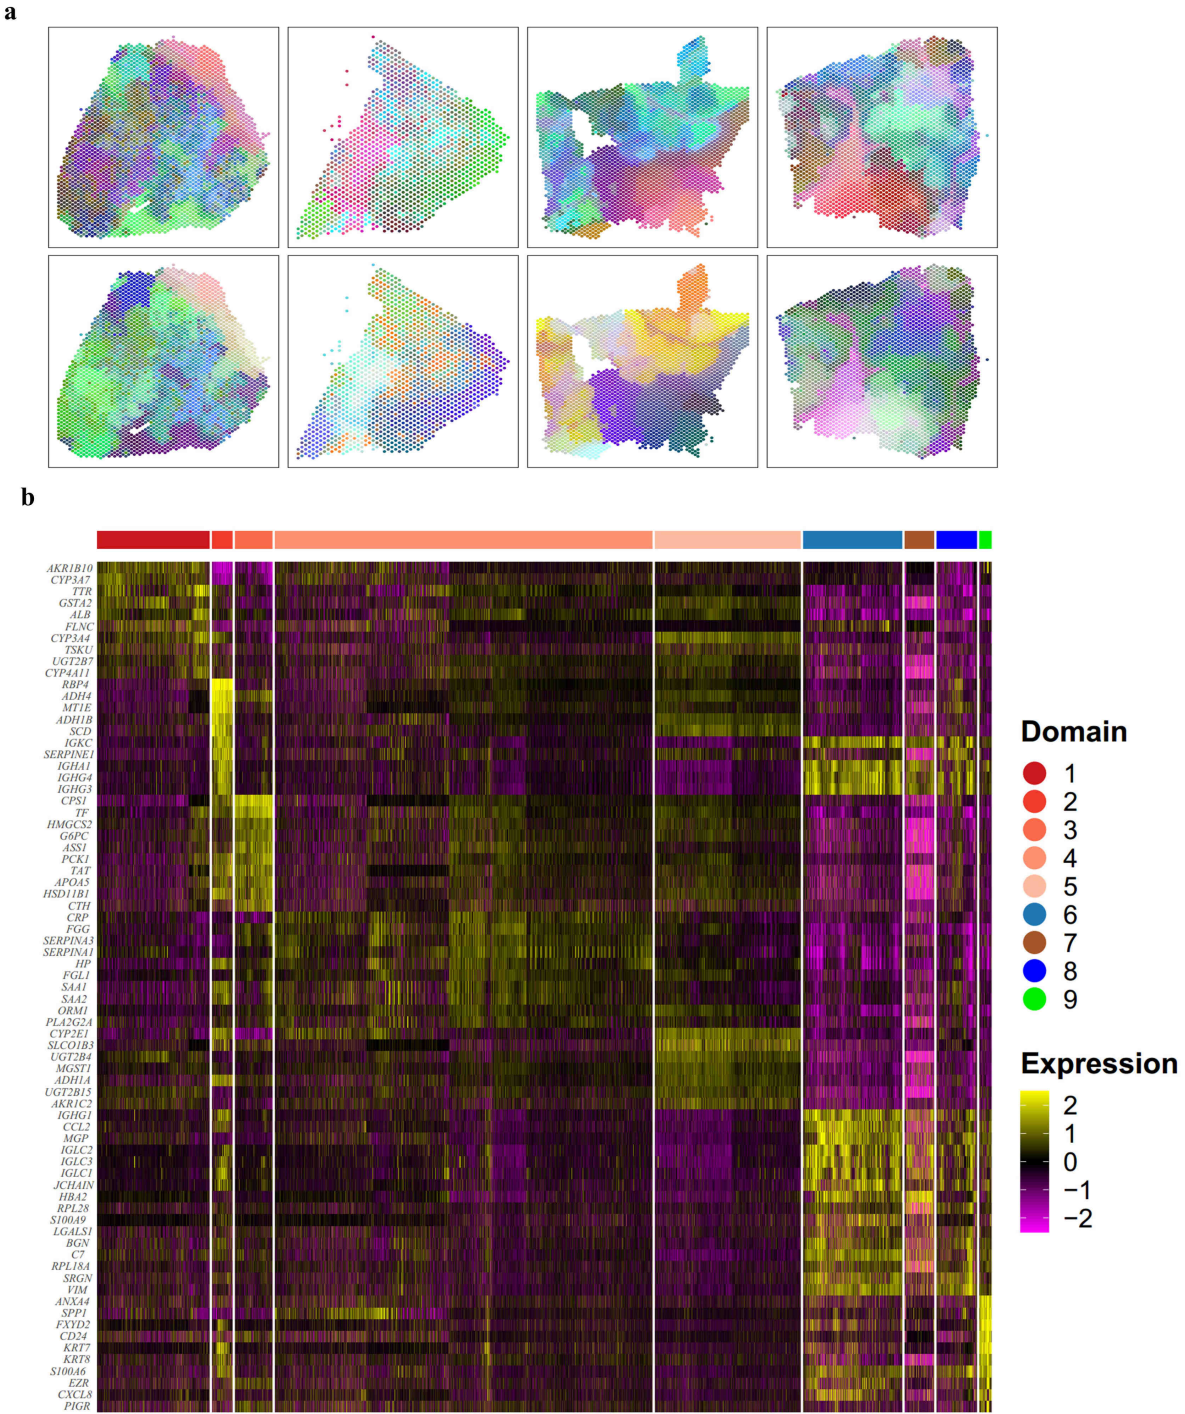 a
b
AKR1B10
CYP3A7
TTR
GSTA2
ALB
FLNC
CYP3A4
TSKU
UGT2B7
CYP4A11
RBP4
ADH4
MT1E
ADH1B
SCD
IGKC
SERPINE1
IGHA1
IGHG4
IGHG3
CPS1
TF
HMGCS2
G6PC
ASS1
PCK1
TAT
APOA5
HSD11B1
CTH
CRP
FGG
SERPINA3
SERPINA1
HP
FGL1
SAA1
SAA2
ORM1
PLA2G2A
CYP2E1
SLCO1B3
UGT2B4
MGST1
ADH1A
UGT2B15
AKR1C2
IGHG1
CCL2
MGP
IGLC2
IGLC3
IGLC1
JCHAIN
HBA2
RPL28
S100A9
LGALS1
BGN
C7
RPL18A
SRGN
VIM
ANXA4
SPP1
FXYD2
CD24
KRT7
KRT8
S100A6
EZR
CXCL8
PIGR
Domain
1
2
3
4
5
6
7
8
9
Expression
2
1
0
−1
−2